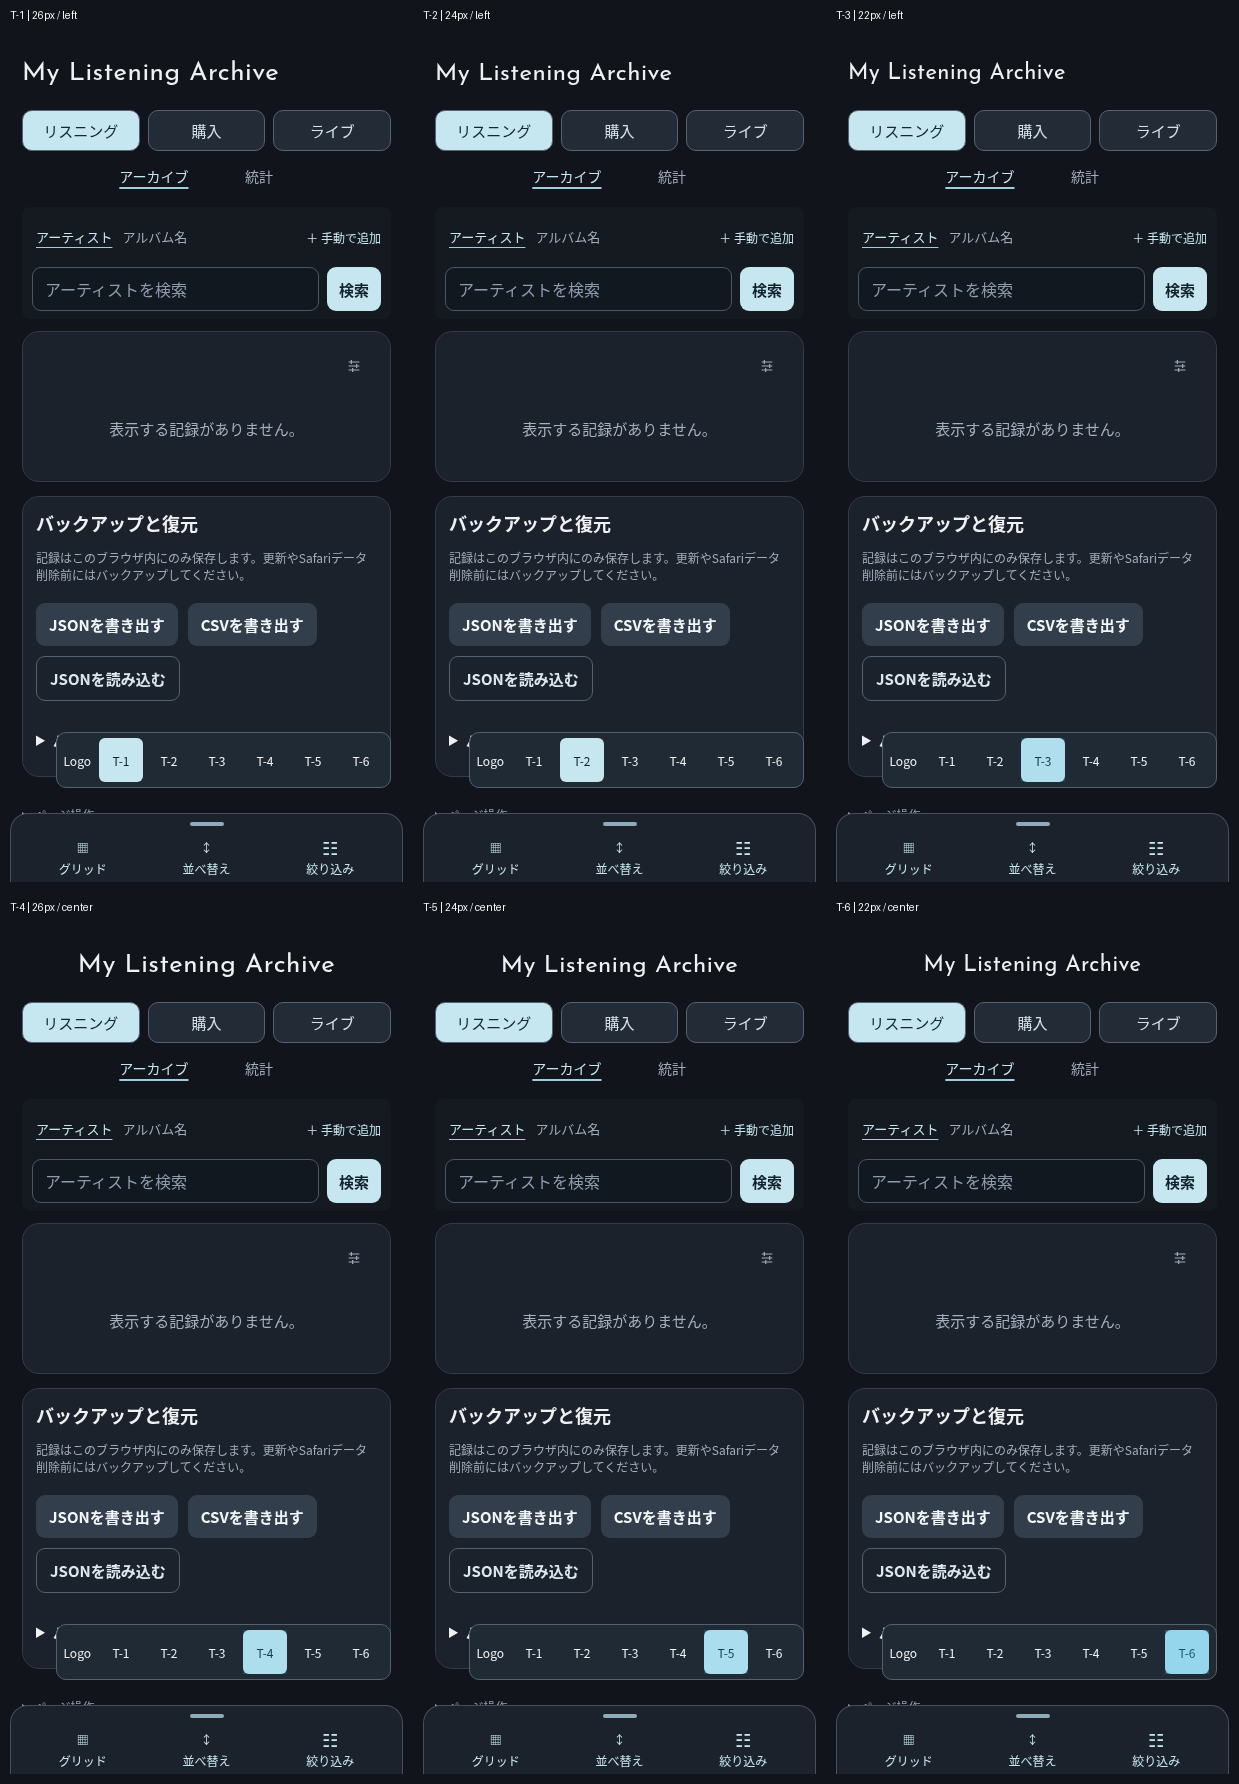 T-1 | 26px / left
My Listening Archive
リスニング 購入 ライブ
アーカイブ 統計
アーティスト アルバム名 ＋ 手動で追加
アーティストを検索 検索
表示する記録がありません。
バックアップと復元
記録はこのブラウザ内にのみ保存します。更新やSafariデータ
削除前にはバックアップしてください。
JSONを書き出す CSVを書き出す
JSONを読み込む
Logo T-1 T-2 T-3 T-4 T-5 T-6
グリッド 並べ替え 絞り込み
T-2 | 24px / left
My Listening Archive
リスニング 購入 ライブ
アーカイブ 統計
アーティスト アルバム名 ＋ 手動で追加
アーティストを検索 検索
表示する記録がありません。
バックアップと復元
記録はこのブラウザ内にのみ保存します。更新やSafariデータ
削除前にはバックアップしてください。
JSONを書き出す CSVを書き出す
JSONを読み込む
Logo T-1 T-2 T-3 T-4 T-5 T-6
グリッド 並べ替え 絞り込み
T-3 | 22px / left
My Listening Archive
リスニング 購入 ライブ
アーカイブ 統計
アーティスト アルバム名 ＋ 手動で追加
アーティストを検索 検索
表示する記録がありません。
バックアップと復元
記録はこのブラウザ内にのみ保存します。更新やSafariデータ
削除前にはバックアップしてください。
JSONを書き出す CSVを書き出す
JSONを読み込む
Logo T-1 T-2 T-3 T-4 T-5 T-6
グリッド 並べ替え 絞り込み
T-4 | 26px / center
My Listening Archive
リスニング 購入 ライブ
アーカイブ 統計
アーティスト アルバム名 ＋ 手動で追加
アーティストを検索 検索
表示する記録がありません。
バックアップと復元
記録はこのブラウザ内にのみ保存します。更新やSafariデータ
削除前にはバックアップしてください。
JSONを書き出す CSVを書き出す
JSONを読み込む
Logo T-1 T-2 T-3 T-4 T-5 T-6
グリッド 並べ替え 絞り込み
T-5 | 24px / center
My Listening Archive
リスニング 購入 ライブ
アーカイブ 統計
アーティスト アルバム名 ＋ 手動で追加
アーティストを検索 検索
表示する記録がありません。
バックアップと復元
記録はこのブラウザ内にのみ保存します。更新やSafariデータ
削除前にはバックアップしてください。
JSONを書き出す CSVを書き出す
JSONを読み込む
Logo T-1 T-2 T-3 T-4 T-5 T-6
グリッド 並べ替え 絞り込み
T-6 | 22px / center
My Listening Archive
リスニング 購入 ライブ
アーカイブ 統計
アーティスト アルバム名 ＋ 手動で追加
アーティストを検索 検索
表示する記録がありません。
バックアップと復元
記録はこのブラウザ内にのみ保存します。更新やSafariデータ
削除前にはバックアップしてください。
JSONを書き出す CSVを書き出す
JSONを読み込む
Logo T-1 T-2 T-3 T-4 T-5 T-6
グリッド 並べ替え 絞り込み